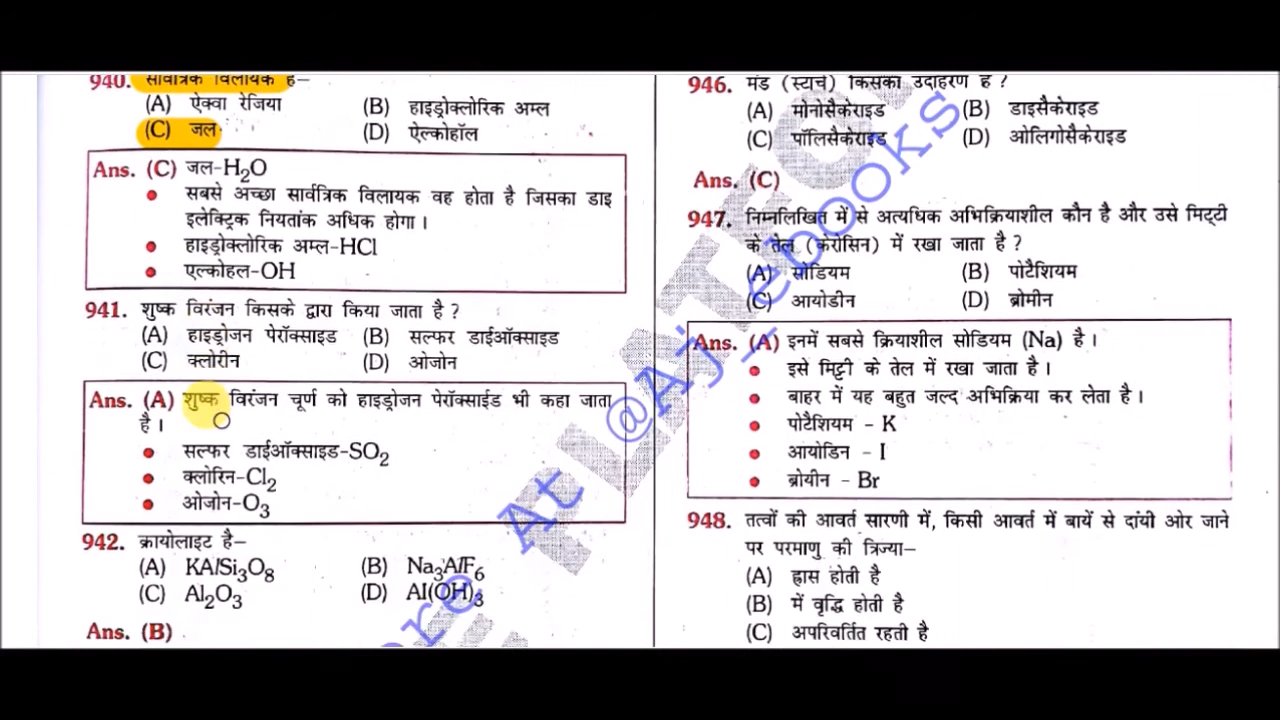 940. सार्वत्रिक विलायक है–
(A) ऐक्वा रेजिया (B) हाइड्रोक्लोरिक अम्ल
(C) जल (D) ऐल्कोहॉल
Ans. (C) जल-H2O
• सबसे अच्छा सार्वत्रिक विलायक वह होता है जिसका डाइ
इलेक्ट्रिक नियतांक अधिक होगा।
• हाइड्रोक्लोरिक अम्ल-HCl
• एल्कोहल-OH
941. शुष्क विरंजन किसके द्वारा किया जाता है ?
(A) हाइड्रोजन पेरॉक्साइड (B) सल्फर डाईऑक्साइड
(C) क्लोरीन (D) ओजोन
Ans. (A) शुष्क विरंजन चूर्ण को हाइड्रोजन पेरॉक्साईड भी कहा जाता
है।
• सल्फर डाईऑक्साइड-SO2
• क्लोरिन-Cl2
• ओजोन-O3
942. क्रायोलाइट है–
(A) KAlSi3O8 (B) Na3AlF6
(C) Al2O3 (D) Al(OH)3
Ans. (B)
946. मंड (स्टार्च) किसका उदाहरण है ?
(A) मोनोसैकेराइड (B) डाइसैकेराइड
(C) पॉलिसैकेराइड (D) ओलिगोसैकेराइड
Ans. (C)
947. निम्नलिखित में से अत्यधिक अभिक्रियाशील कौन है और उसे मिट्टी
के तेल (केरोसिन) में रखा जाता है ?
(A) सोडियम (B) पोटैशियम
(C) आयोडीन (D) ब्रोमीन
Ans. (A) इनमें सबसे क्रियाशील सोडियम (Na) है।
• इसे मिट्टी के तेल में रखा जाता है।
• बाहर में यह बहुत जल्द अभिक्रिया कर लेता है।
• पोटैशियम - K
• आयोडिन - I
• ब्रोयीन - Br
948. तत्वों की आवर्त सारणी में, किसी आवर्त में बायें से दांयी ओर जाने
पर परमाणु की त्रिज्या–
(A) ह्रास होती है
(B) में वृद्धि होती है
(C) अपरिवर्तित रहती है
At @Aj_ebooks